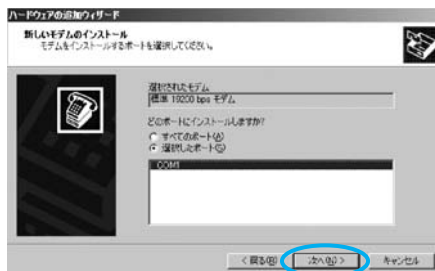 ハードウェアの追加ウィザード
新しいモデムのインストール
モデムをインストールするポートを選択してください。
選択されたモデム
標準 19200 bps モデム
どのポートにインストールしますか?
すべてのポート(A)
選択したポート(S)
COM1
< 戻る(B)
次へ(N) >
キャンセル